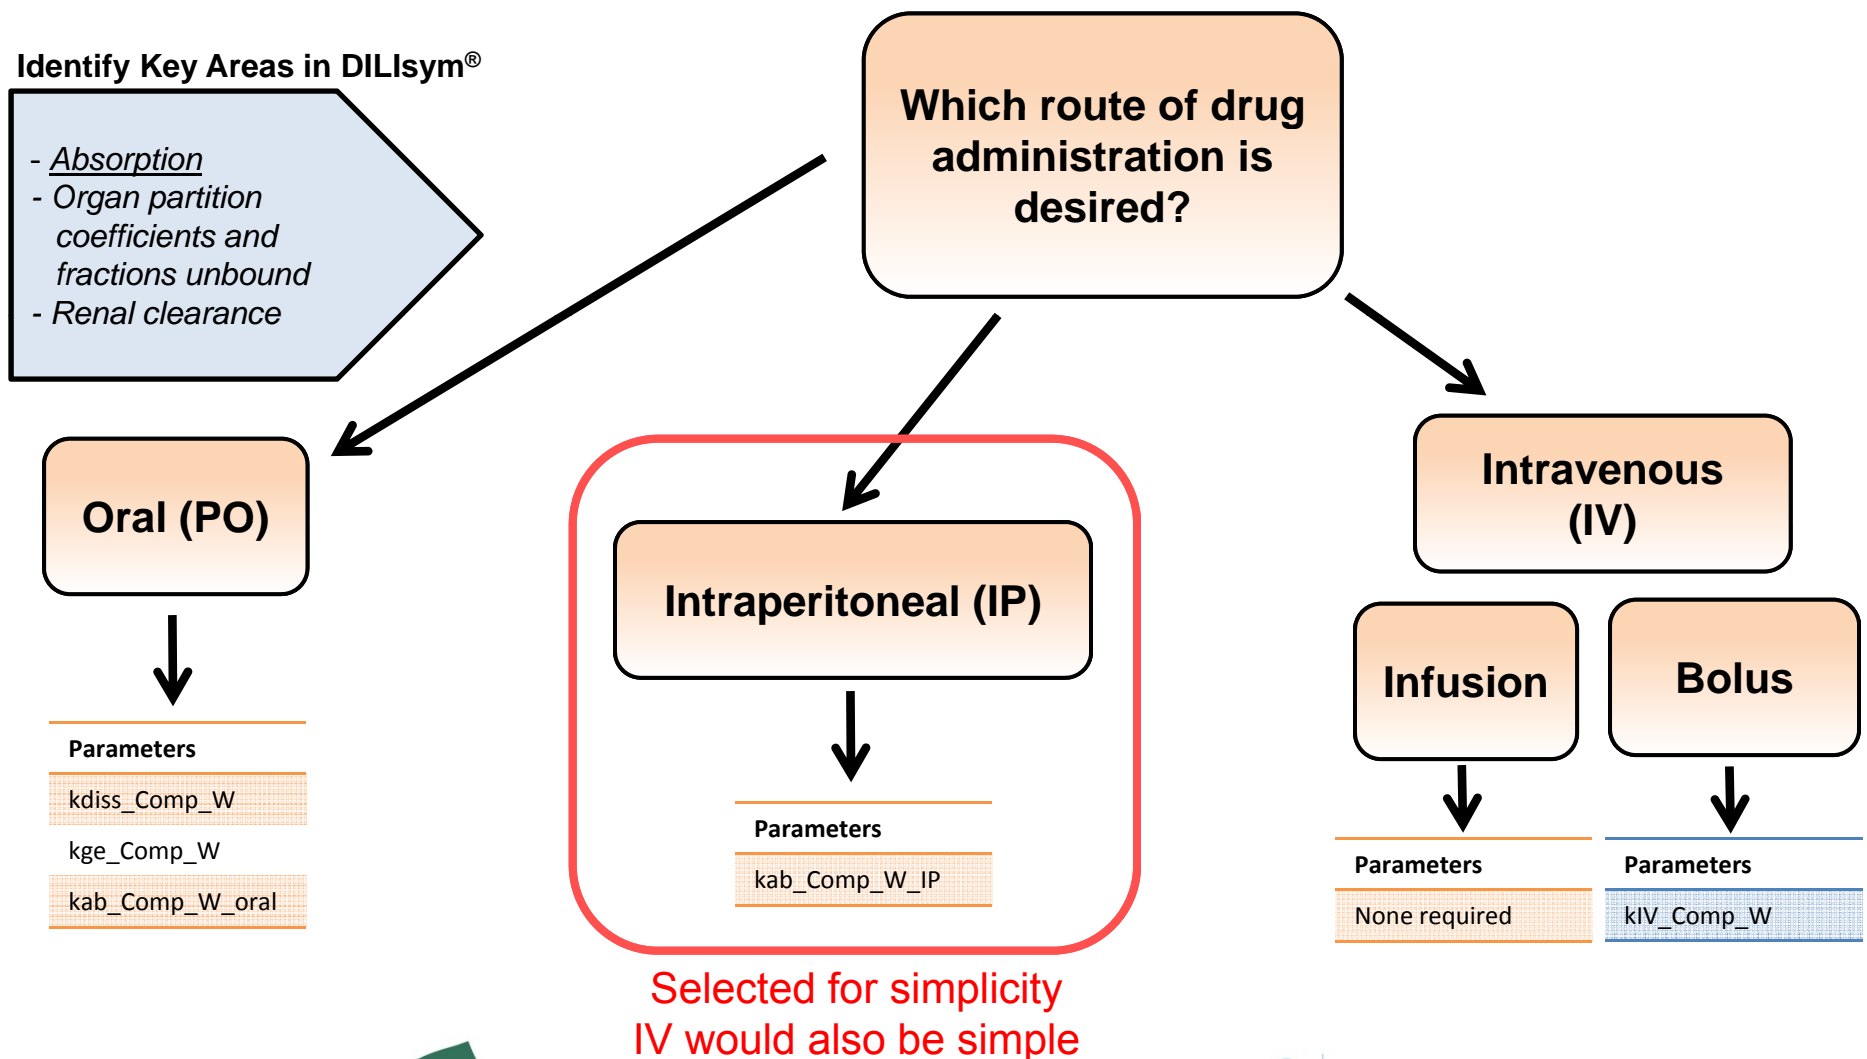 Identify Key Areas in DILIsym®
- Absorption
- Organ partition
coefficients and
fractions unbound
- Renal clearance
Which route of drug
administration is
desired?
Oral (PO)
Parameters
kdiss_Comp_W
kge_Comp_W
kab_Comp_W_oral
Intraperitoneal (IP)
Parameters
kab_Comp_W_IP
Selected for simplicity
IV would also be simple
Intravenous
(IV)
Infusion
Parameters
None required
Bolus
Parameters
kIV_Comp_W